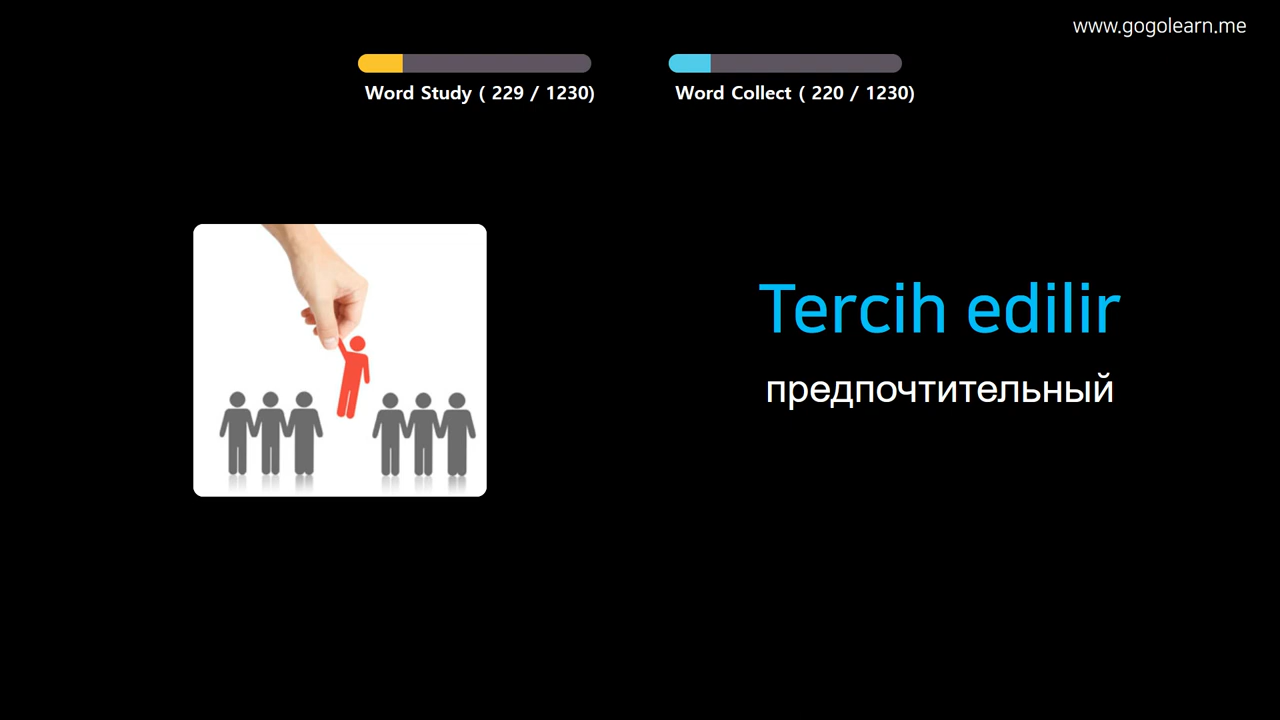 www.gogolearn.me
Word Study ( 229 / 1230)
Word Collect ( 220 / 1230)
Tercih edilir
предпочтительный